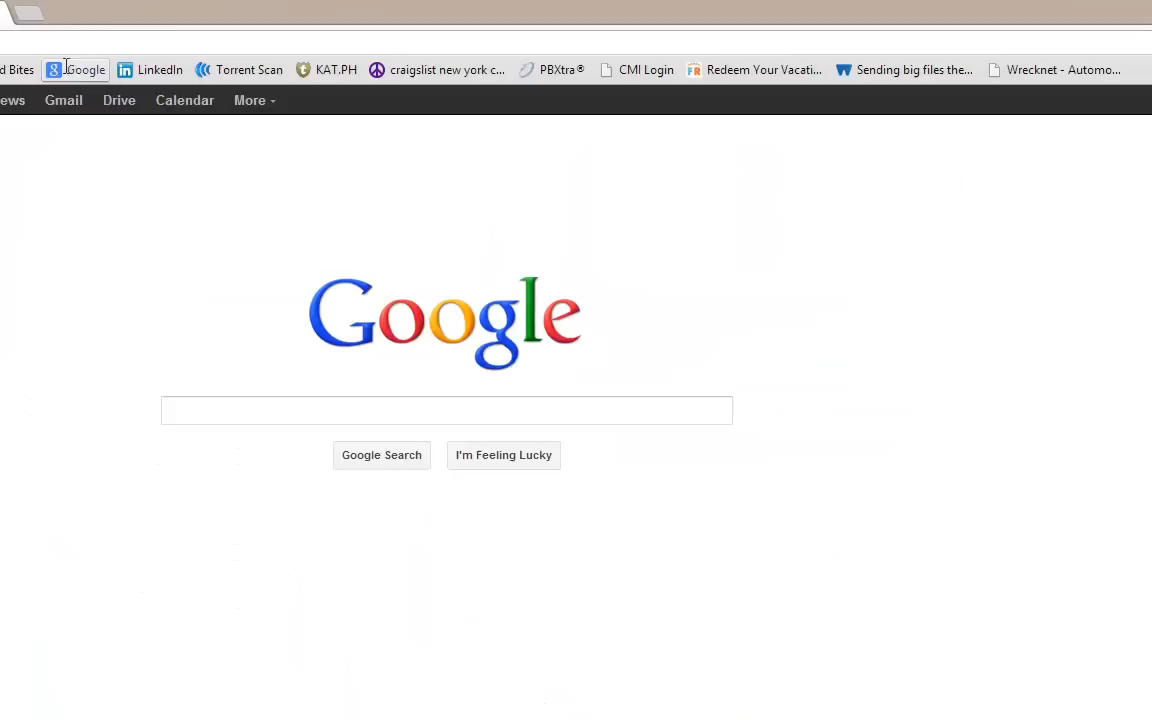 d Bites Google LinkedIn Torrent Scan KAT.PH craigslist new york c... PBXtra® CMI Login Redeem Your Vacati... Sending big files the... Wrecknet - Automo...
ews Gmail Drive Calendar More
Google
Google Search I'm Feeling Lucky